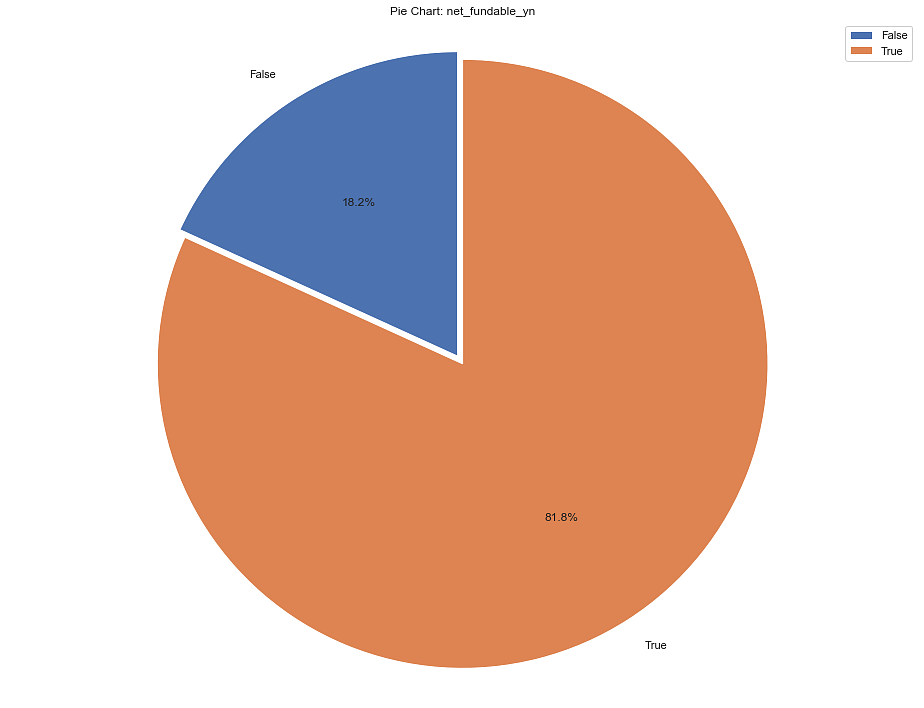 Pie Chart: net_fundable_yn
False
True
False
18.2%
81.8%
True